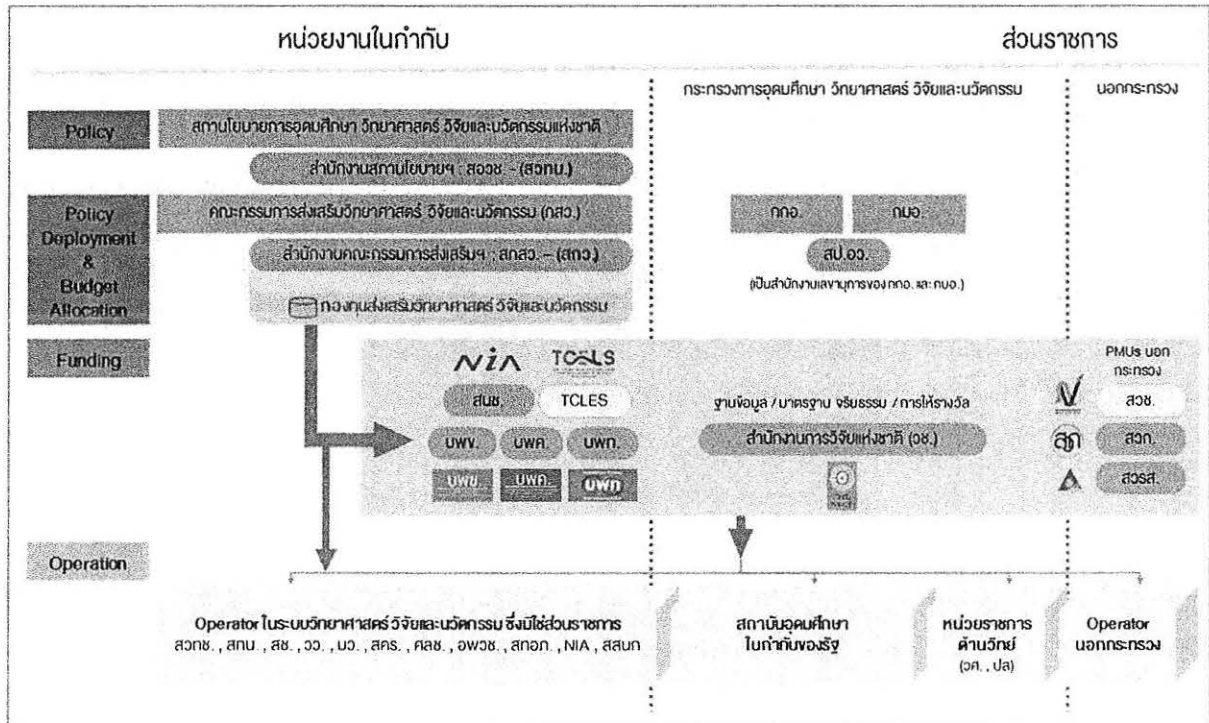 หน่วยงานในกำกับ
ส่วนราชการ
กระทรวงการอุดมศึกษา วิทยาศาสตร์ วิจัยและนวัตกรรม
นอกกระทรวง
Policy
สภานโยบายการอุดมศึกษา วิทยาศาสตร์ วิจัยและนวัตกรรมแห่งชาติ
สำนักงานสภานโยบายฯ : สอวช. - (สวทน.)
Policy
Deployment
&
Budget
Allocation
คณะกรรมการส่งเสริมวิทยาศาสตร์ วิจัยและนวัตกรรม (กสว.)
สำนักงานคณะกรรมการส่งเสริมฯ : สกสว. - (สกว.)
กองทุนส่งเสริมวิทยาศาสตร์ วิจัยและนวัตกรรม
กกอ.
กมอ.
สป.อว.
(เป็นสำนักงานเลขานุการของ กกอ. และ กมอ.)
Funding
NiA
TCELS
สนช.
TCLES
บพข.
บพค.
บพท.
บพข.
บพค.
บพท
ฐานข้อมูล / มาตรฐาน จริยธรรม / การให้รางวัล
สำนักงานการวิจัยแห่งชาติ (วช.)
PMUs นอก
กระทรวง
สวช.
สวก.
สวรส.
Operation
Operator ในระบบวิทยาศาสตร์ วิจัยและนวัตกรรม ซึ่งมิใช่ส่วนราชการ
สวทช. , สทน. , สซ. , วว. , มว. , สดร. , ศลช. , อพวช. , สทอภ. , NIA , สสนก
สถาบันอุดมศึกษา
ในกำกับของรัฐ
หน่วยราชการ
ด้านวิทย์
(วศ. , ปส)
Operator
นอกกระทรวง